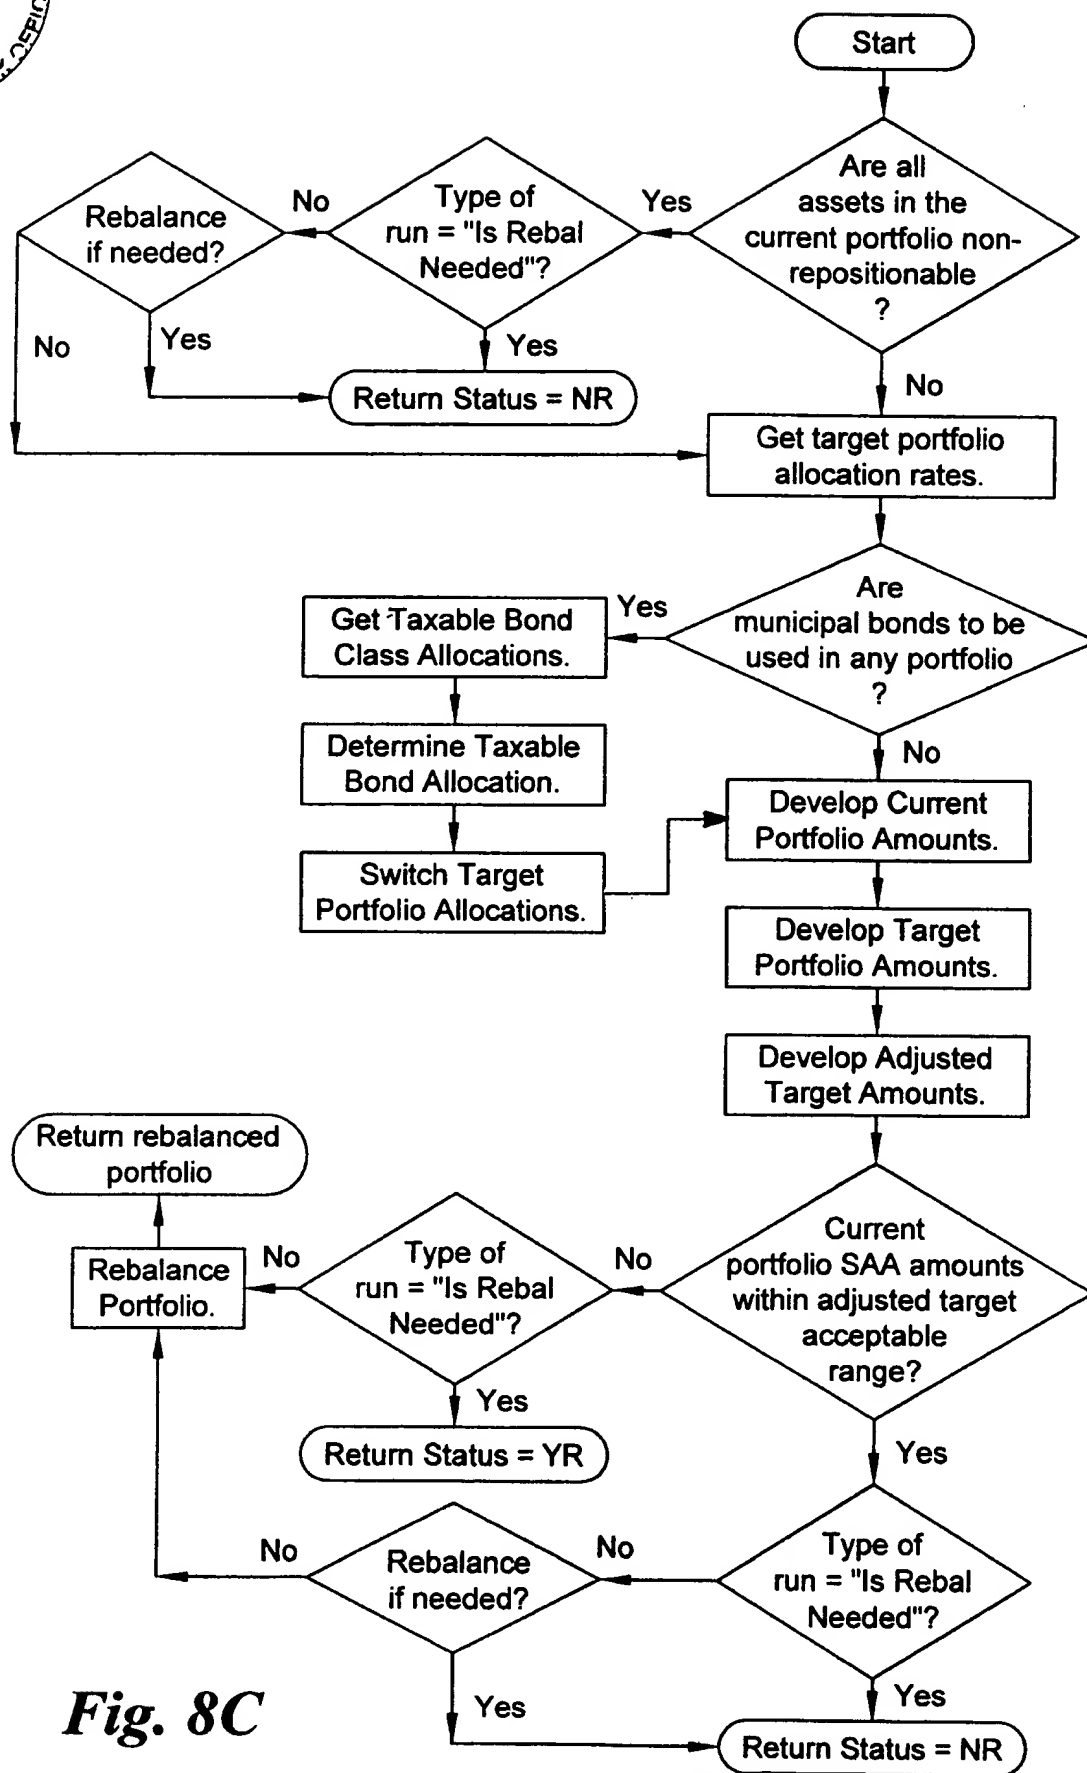 Start
Are all
assets in the
current portfolio non-
repositionable
?
Yes
Type of
run = "Is Rebal
Needed"?
No
Rebalance
if needed?
No
Yes
Yes
Return Status = NR
No
Get target portfolio
allocation rates.
Are
municipal bonds to be
used in any portfolio
?
Yes
Get Taxable Bond
Class Allocations.
Determine Taxable
Bond Allocation.
Switch Target
Portfolio Allocations.
No
Develop Current
Portfolio Amounts.
Develop Target
Portfolio Amounts.
Develop Adjusted
Target Amounts.
Current
portfolio SAA amounts
within adjusted target
acceptable
range?
No
Type of
run = "Is Rebal
Needed"?
No
Rebalance
Portfolio.
Return rebalanced
portfolio
Yes
Return Status = YR
Yes
Type of
run = "Is Rebal
Needed"?
No
Rebalance
if needed?
No
Yes
Yes
Return Status = NR
Fig. 8C